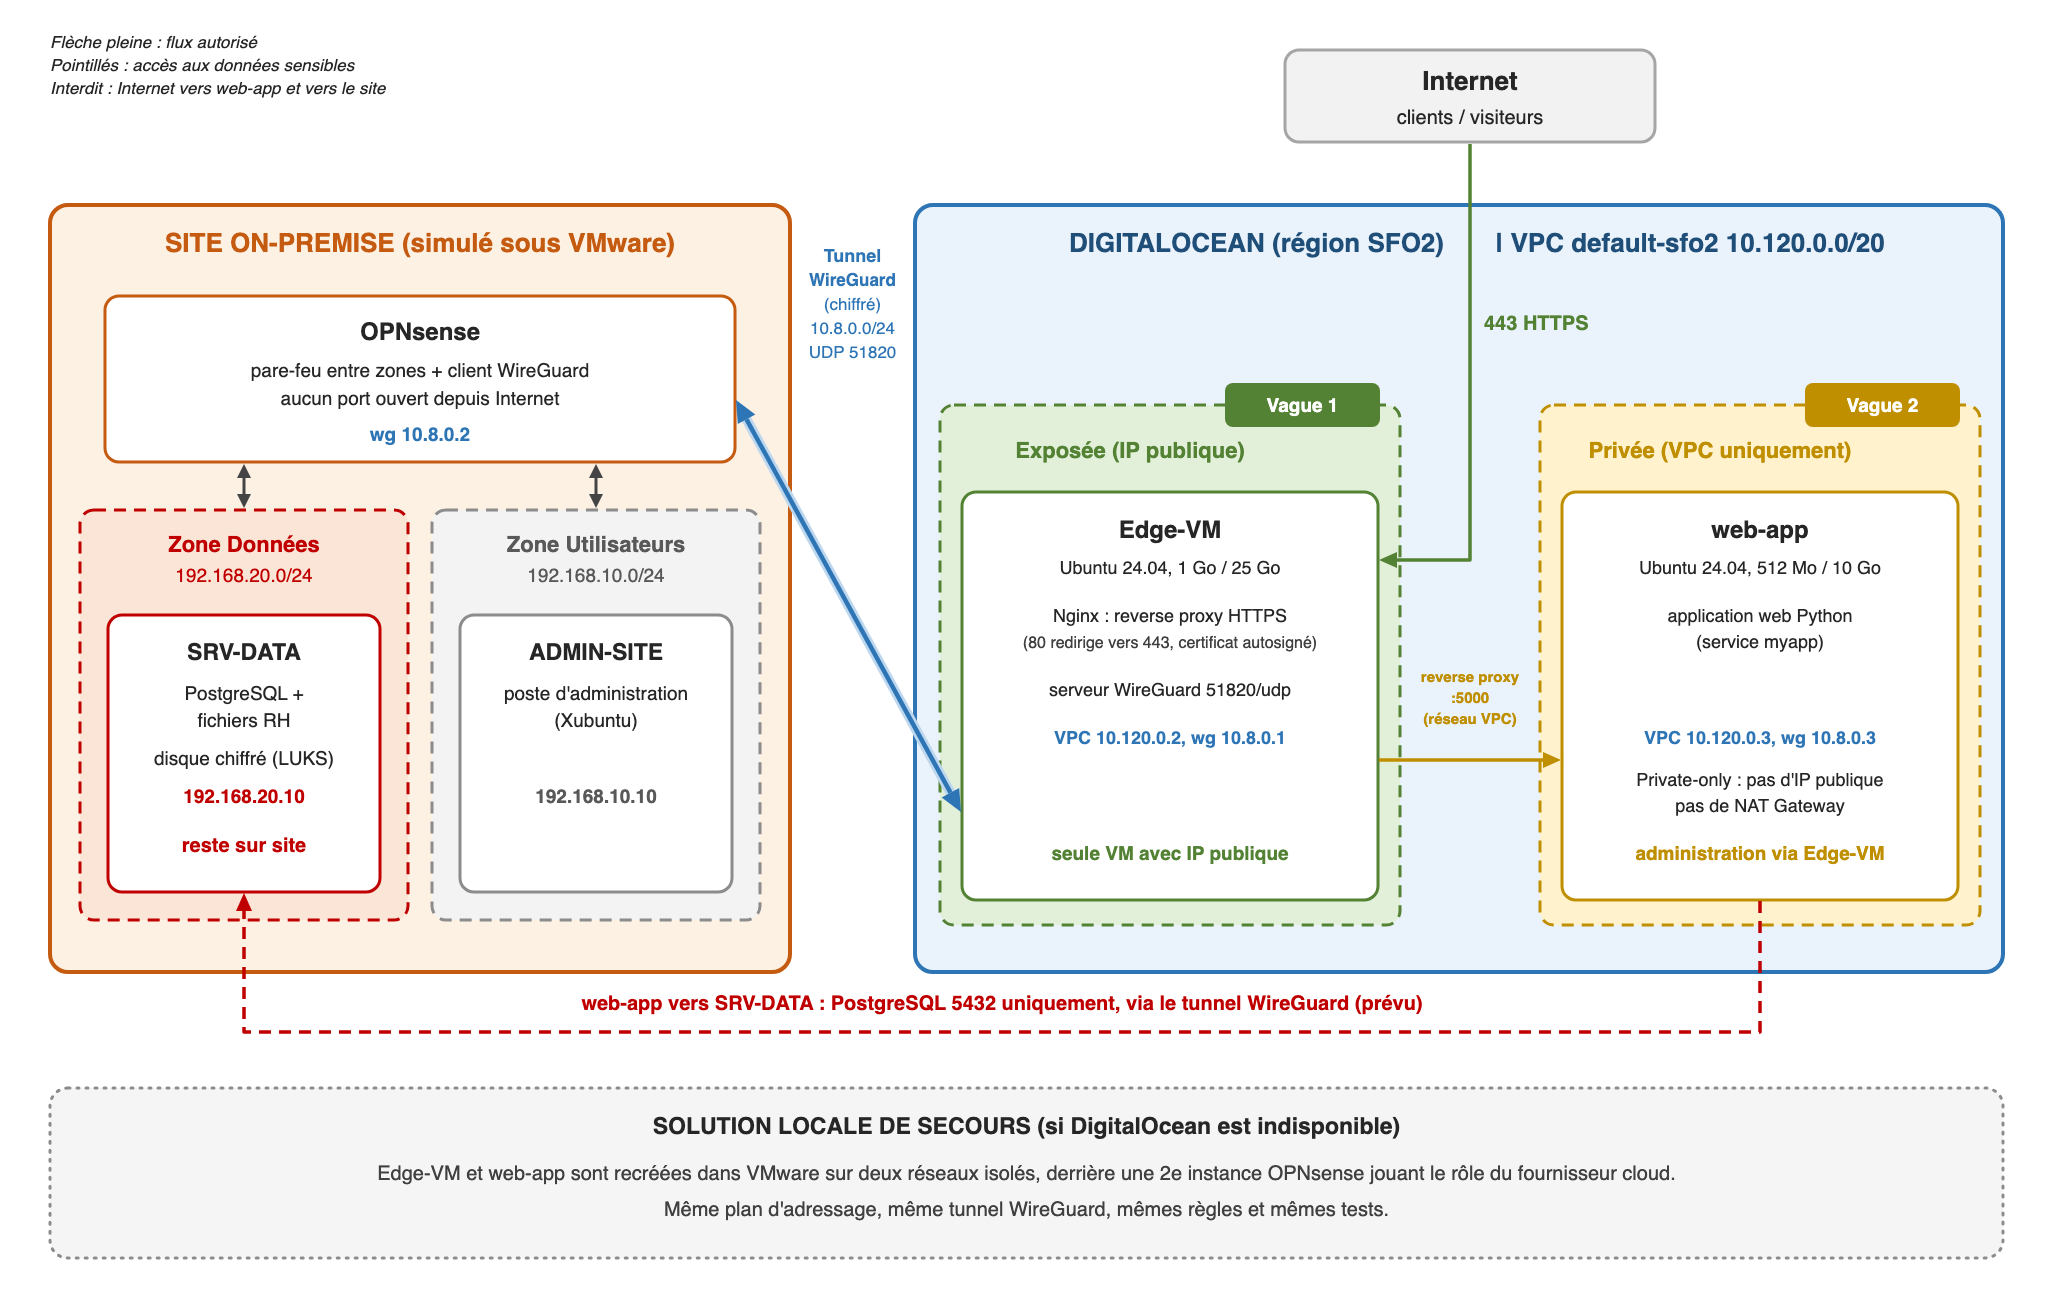 Flèche pleine : flux autorisé
Pointillés : accès aux données sensibles
Interdit : Internet vers web-app et vers le site
Internet
clients / visiteurs
SITE ON-PREMISE (simulé sous VMware)
OPNsense
pare-feu entre zones + client WireGuard
aucun port ouvert depuis Internet
wg 10.8.0.2
Zone Données
192.168.20.0/24
SRV-DATA
PostgreSQL +
fichiers RH
disque chiffré (LUKS)
192.168.20.10
reste sur site
Zone Utilisateurs
192.168.10.0/24
ADMIN-SITE
poste d'administration
(Xubuntu)
192.168.10.10
Tunnel
WireGuard
(chiffré)
10.8.0.0/24
UDP 51820
DIGITALOCEAN (région SFO2) | VPC default-sfo2 10.120.0.0/20
443 HTTPS
Vague 1
Exposée (IP publique)
Edge-VM
Ubuntu 24.04, 1 Go / 25 Go
Nginx : reverse proxy HTTPS
(80 redirige vers 443, certificat autosigné)
serveur WireGuard 51820/udp
VPC 10.120.0.2, wg 10.8.0.1
seule VM avec IP publique
reverse proxy
:5000
(réseau VPC)
Vague 2
Privée (VPC uniquement)
web-app
Ubuntu 24.04, 512 Mo / 10 Go
application web Python
(service myapp)
VPC 10.120.0.3, wg 10.8.0.3
Private-only : pas d'IP publique
pas de NAT Gateway
administration via Edge-VM
web-app vers SRV-DATA : PostgreSQL 5432 uniquement, via le tunnel WireGuard (prévu)
SOLUTION LOCALE DE SECOURS (si DigitalOcean est indisponible)
Edge-VM et web-app sont recréées dans VMware sur deux réseaux isolés, derrière une 2e instance OPNsense jouant le rôle du fournisseur cloud.
Même plan d'adressage, même tunnel WireGuard, mêmes règles et mêmes tests.